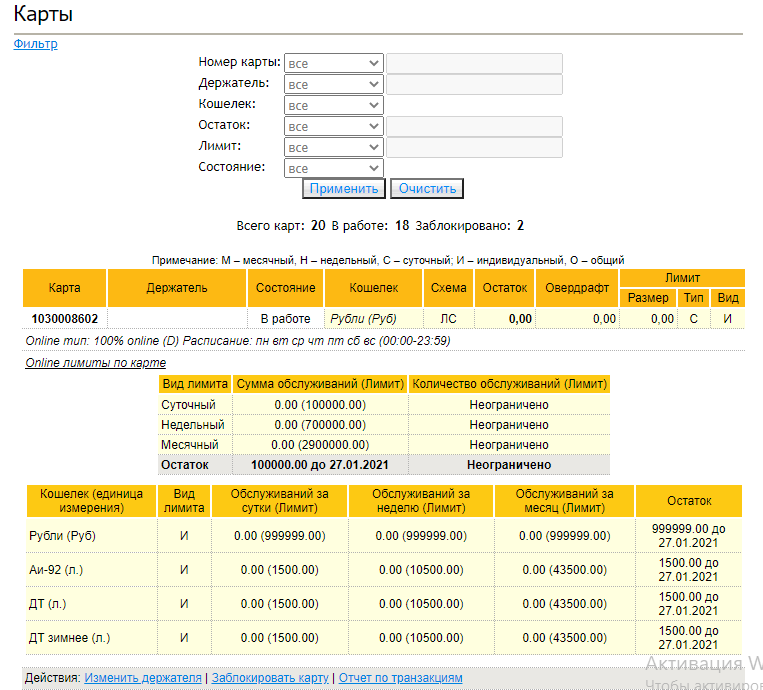 Карты
Фильтр
Номер карты: все
Держатель: все
Кошелек: все
Остаток: все
Лимит: все
Состояние: все
Применить Очистить
Всего карт: 20 В работе: 18 Заблокировано: 2
Примечание: М – месячный, Н – недельный, С – суточный; И – индивидуальный, О – общий
Карта Держатель Состояние Кошелек Схема Остаток Овердрафт Лимит
Размер Тип Вид
1030008602 В работе Рубли (Руб) ЛС 0,00 0,00 0,00 С И
Online тип: 100% online (D) Расписание: пн вт ср чт пт сб вс (00:00-23:59)
Online лимиты по карте
Вид лимита Сумма обслуживаний (Лимит) Количество обслуживаний (Лимит)
Суточный 0.00 (100000.00) Неограничено
Недельный 0.00 (700000.00) Неограничено
Месячный 0.00 (2900000.00) Неограничено
Остаток 100000.00 до 27.01.2021 Неограничено
Кошелек (единица измерения) Вид лимита Обслуживаний за сутки (Лимит) Обслуживаний за неделю (Лимит) Обслуживаний за месяц (Лимит) Остаток
Рубли (Руб) И 0.00 (999999.00) 0.00 (999999.00) 0.00 (999999.00) 999999.00 до 27.01.2021
Аи-92 (л.) И 0.00 (1500.00) 0.00 (10500.00) 0.00 (43500.00) 1500.00 до 27.01.2021
ДТ (л.) И 0.00 (1500.00) 0.00 (10500.00) 0.00 (43500.00) 1500.00 до 27.01.2021
ДТ зимнее (л.) И 0.00 (1500.00) 0.00 (10500.00) 0.00 (43500.00) 1500.00 до 27.01.2021
Действия: Изменить держателя | Заблокировать карту | Отчет по транзакциям
Активация W
Чтобы активиров